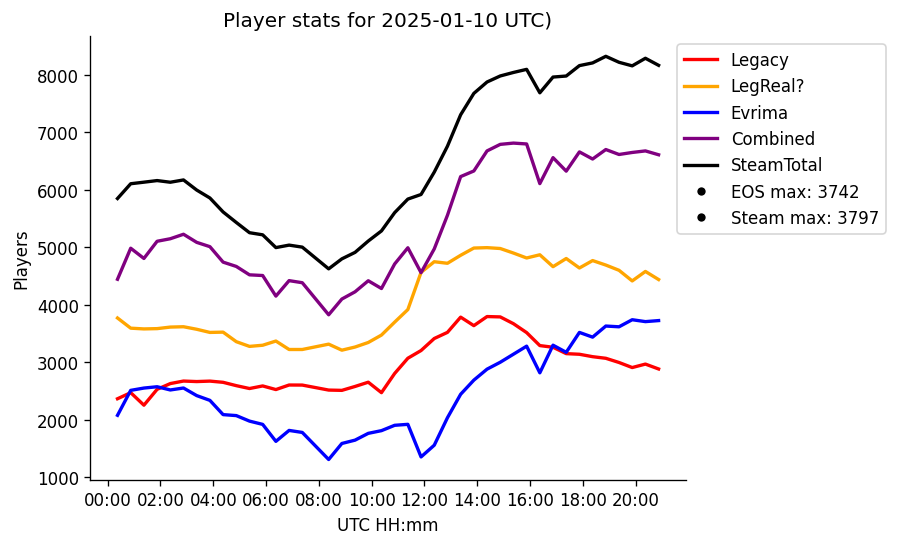 Player stats for 2025-01-10 UTC)
Legacy
LegReal?
Evrima
Combined
SteamTotal
EOS max: 3742
Steam max: 3797
Players
8000
7000
6000
5000
4000
3000
2000
1000
00:00 02:00 04:00 06:00 08:00 10:00 12:00 14:00 16:00 18:00 20:00
UTC HH:mm